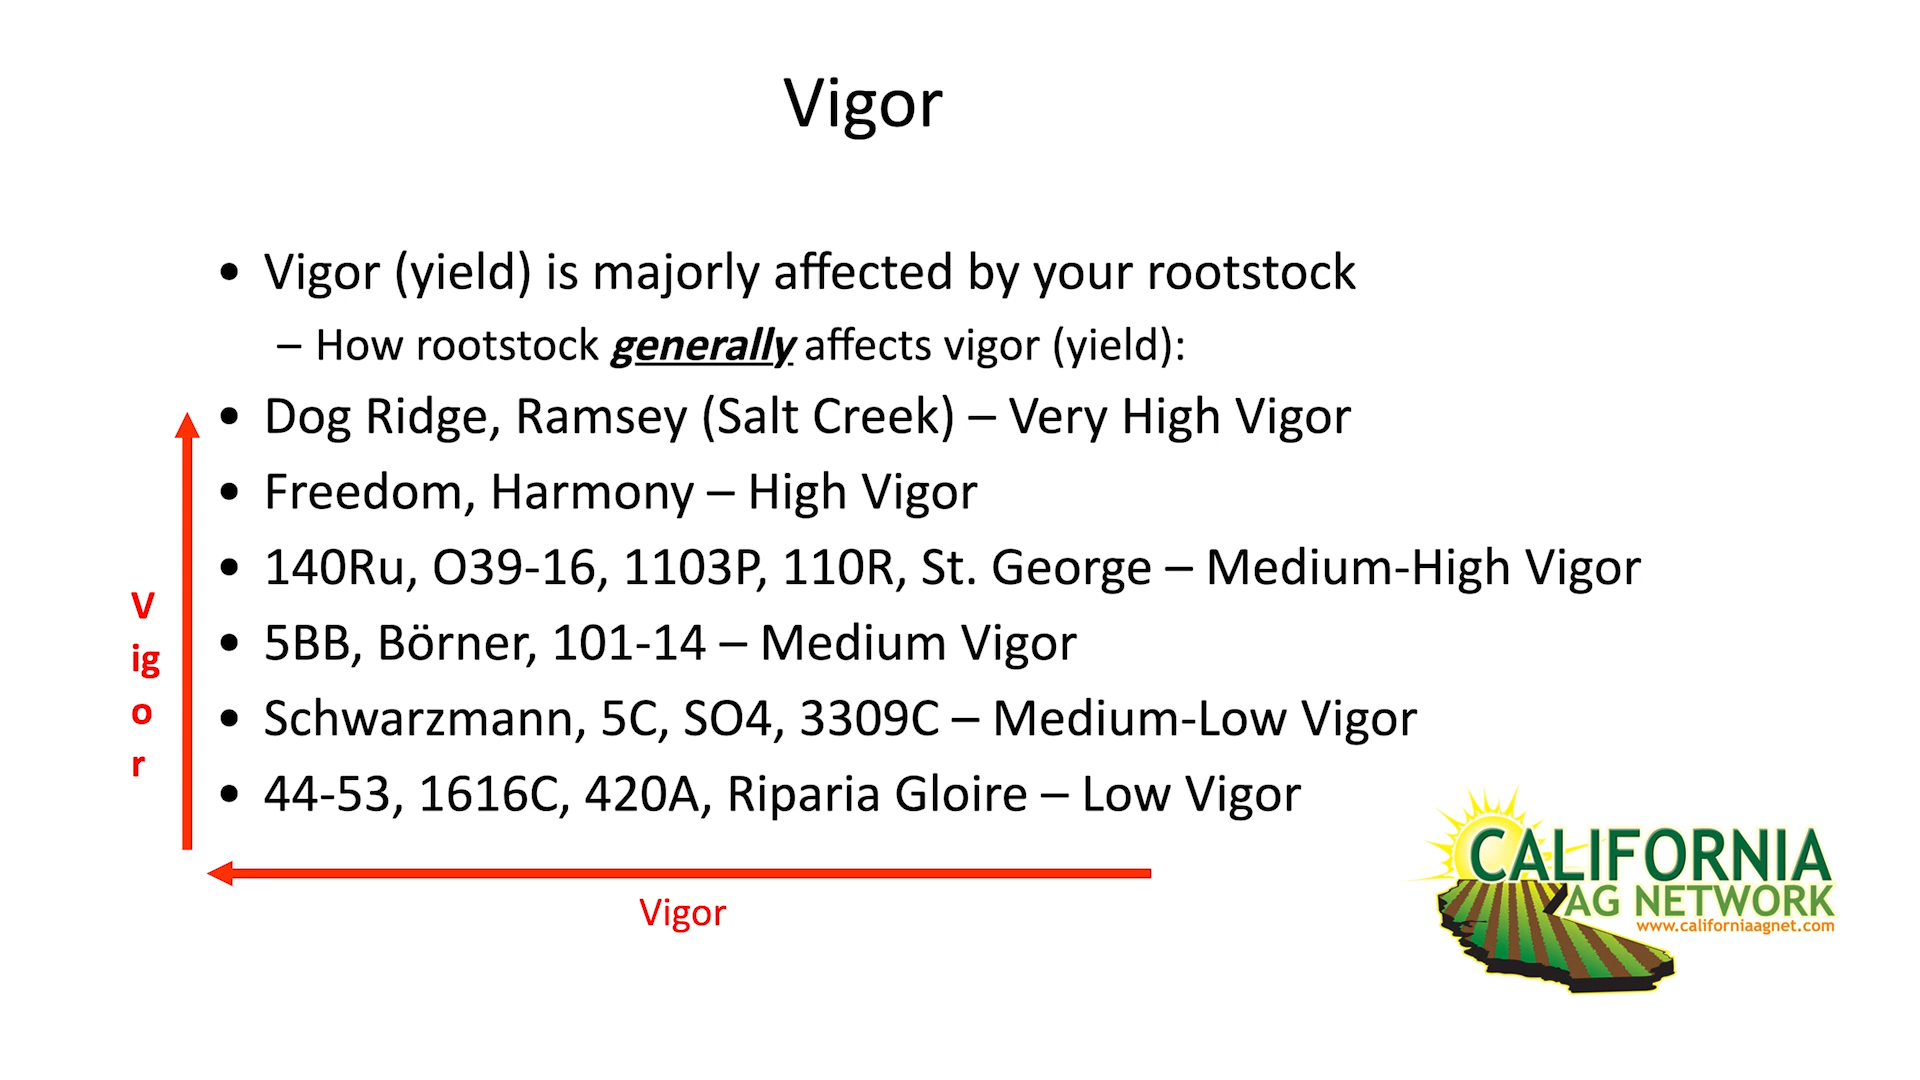 Vigor
• Vigor (yield) is majorly affected by your rootstock
– How rootstock generally affects vigor (yield):
• Dog Ridge, Ramsey (Salt Creek) – Very High Vigor
• Freedom, Harmony – High Vigor
• 140Ru, O39-16, 1103P, 110R, St. George – Medium-High Vigor
• 5BB, Börner, 101-14 – Medium Vigor
• Schwarzmann, 5C, SO4, 3309C – Medium-Low Vigor
• 44-53, 1616C, 420A, Riparia Gloire – Low Vigor
V
ig
o
r
Vigor
CALIFORNIA
AG NETWORK
www.californiaagnet.com